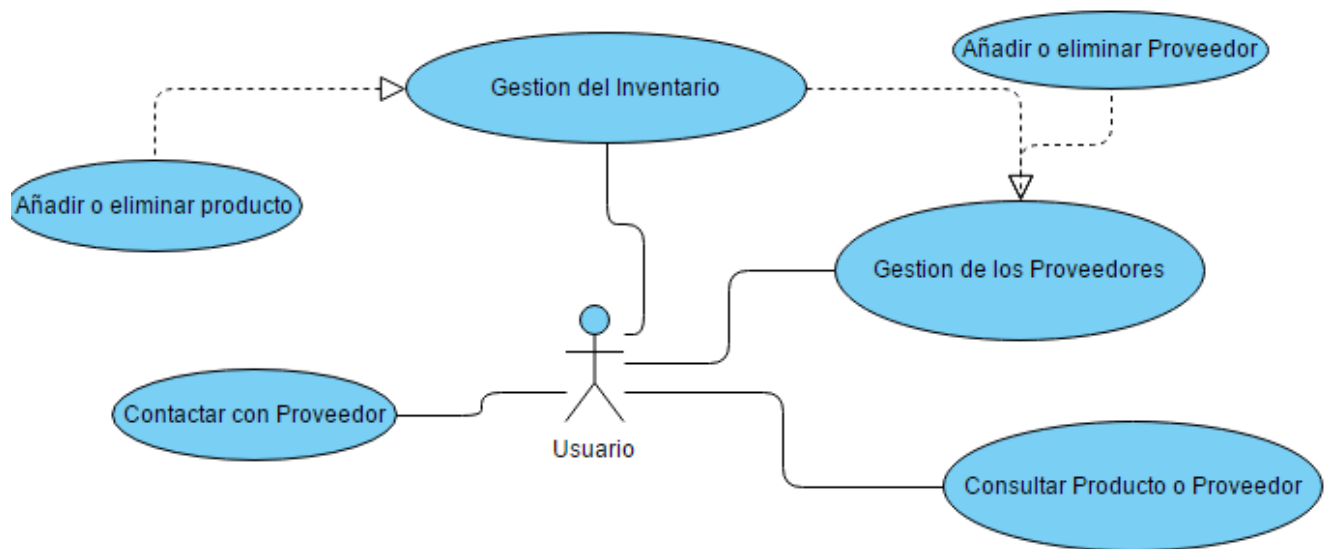 Añadir o eliminar Proveedor
Gestion del Inventario
Añadir o eliminar producto
Gestion de los Proveedores
Contactar con Proveedor
Usuario
Consultar Producto o Proveedor